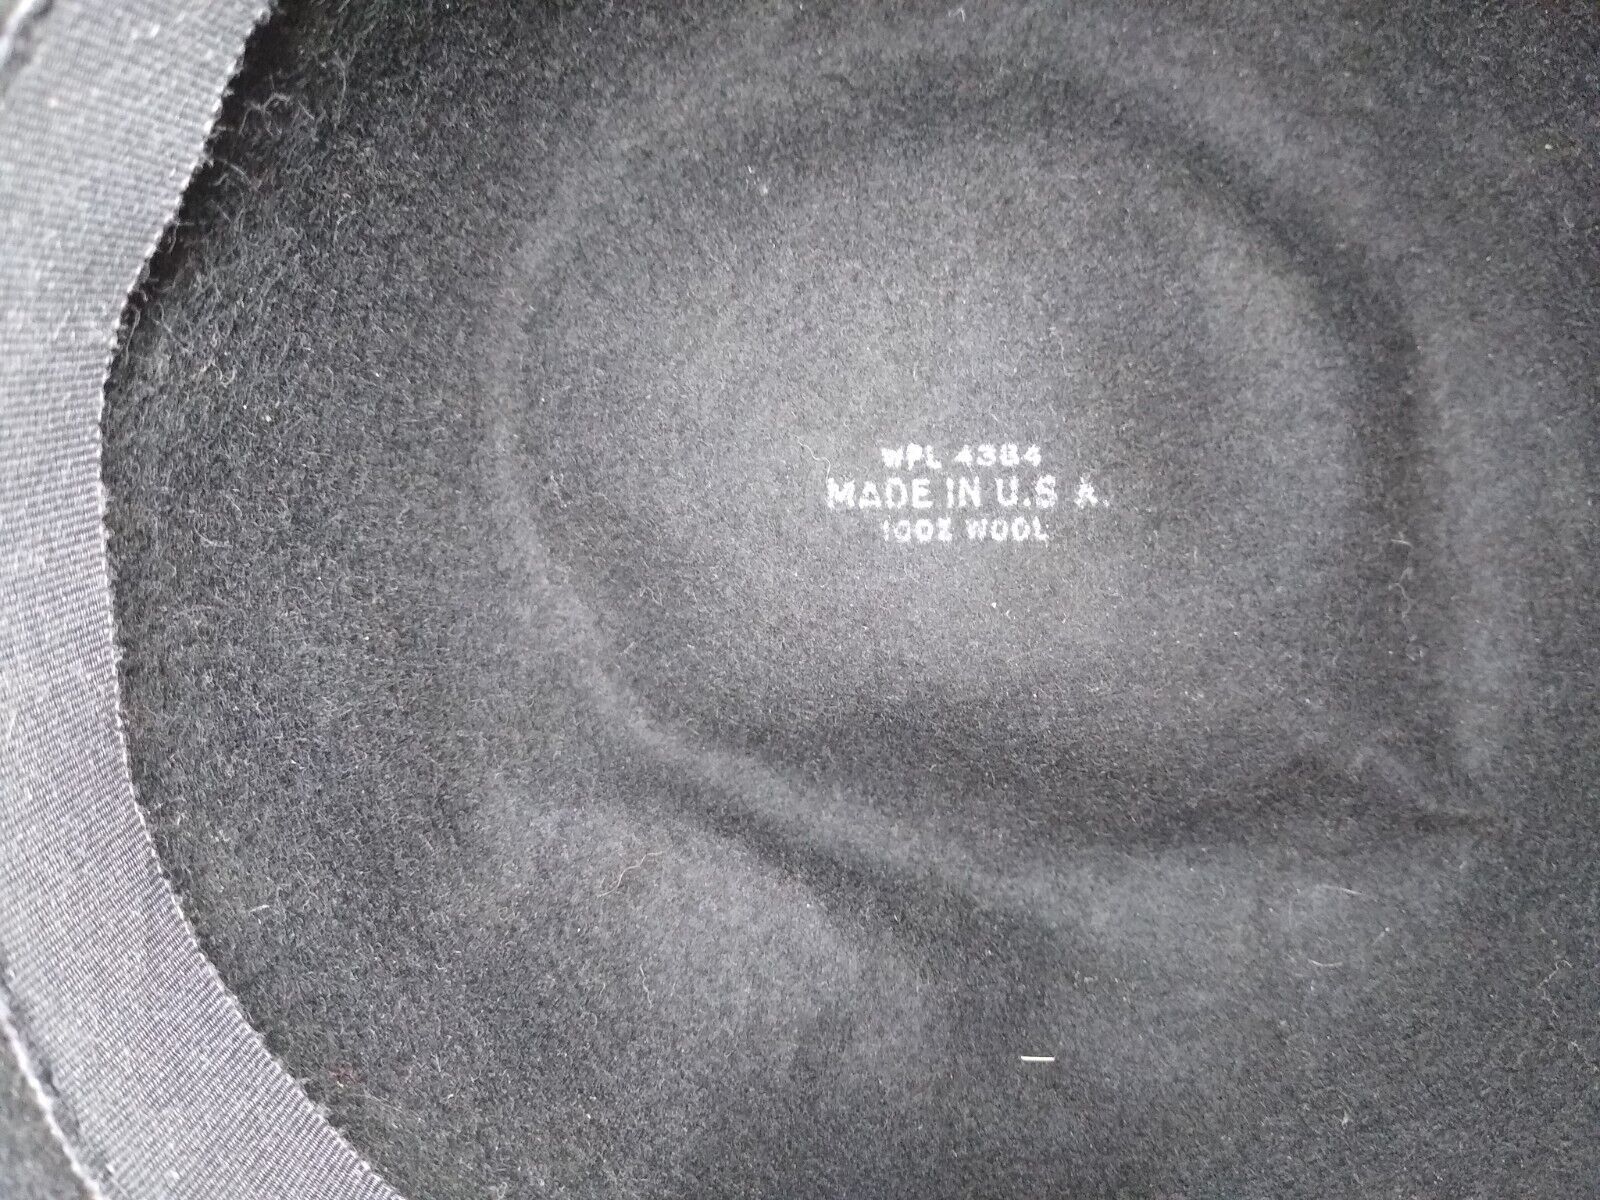 WPL 4384
MADE IN U.S.A.
100% WOOL